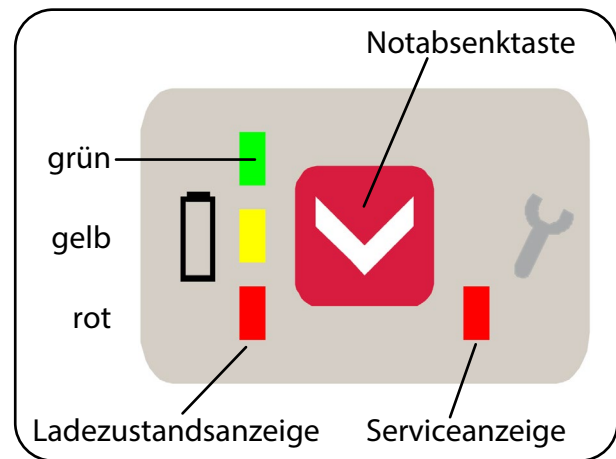 Notabsenktaste
grün
gelb
rot
Ladezustandsanzeige
Serviceanzeige